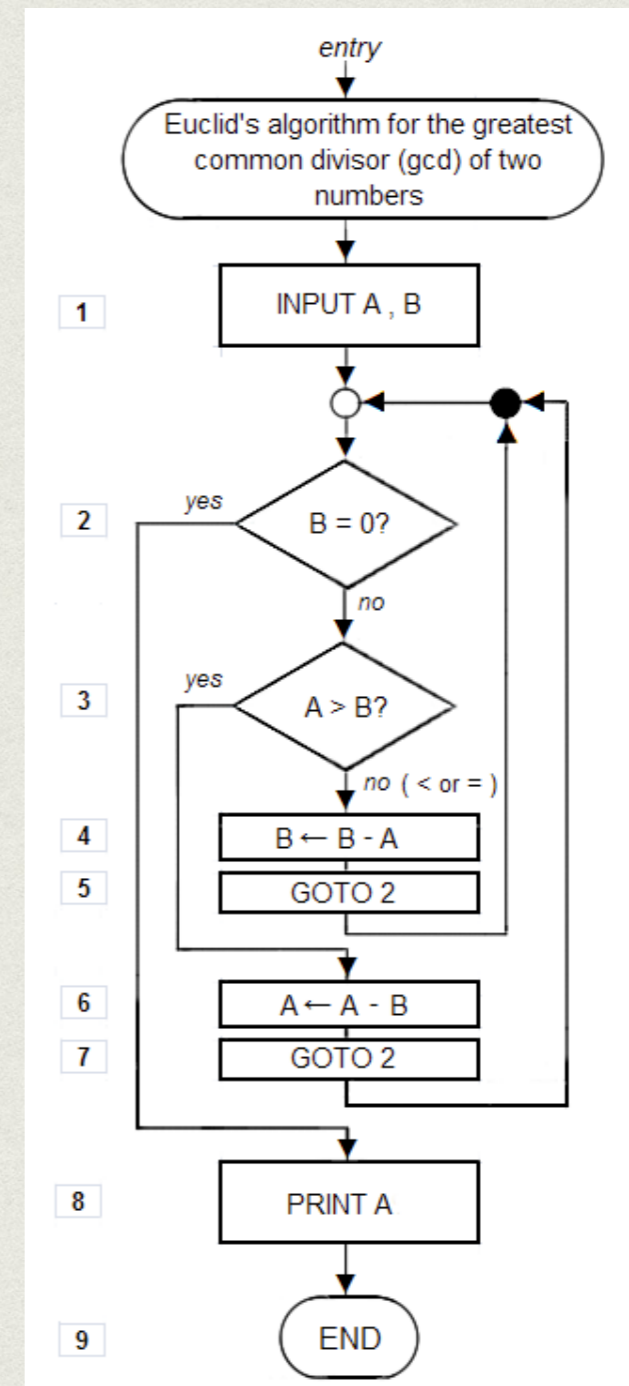 entry
Euclid's algorithm for the greatest
common divisor (gcd) of two
numbers
1
INPUT A , B
2
yes
B = 0?
no
3
yes
A > B?
no ( < or = )
4
B ← B - A
5
GOTO 2
6
A ← A - B
7
GOTO 2
8
PRINT A
9
END